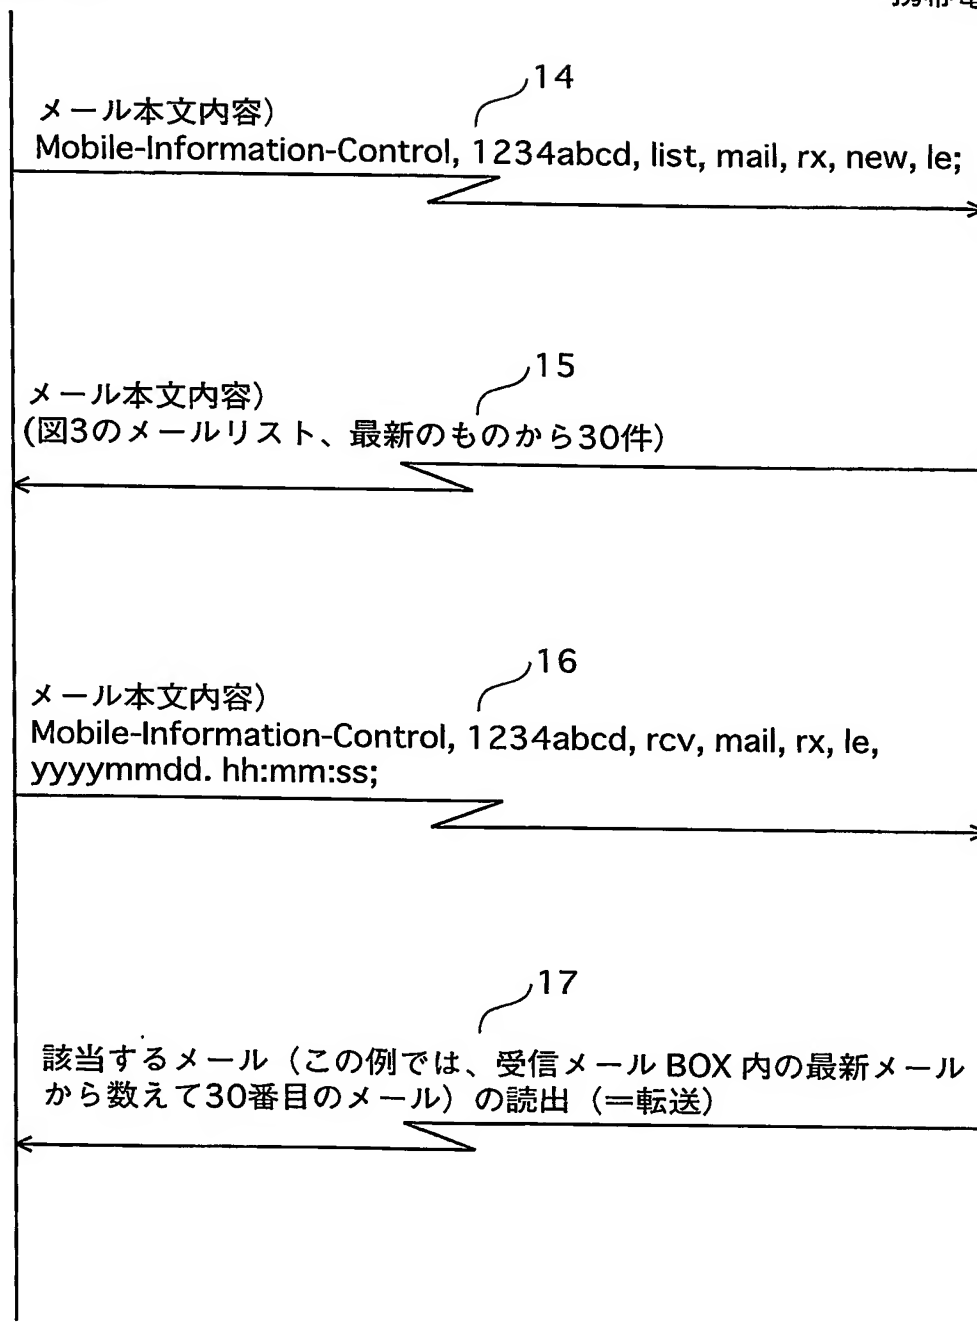 14
メール本文内容）
Mobile-Information-Control, 1234abcd, list, mail, rx, new, le;
15
メール本文内容）
(図3のメールリスト、最新のものから30件）
16
メール本文内容）
Mobile-Information-Control, 1234abcd, rcv, mail, rx, le,
yyyymmdd. hh:mm:ss;
17
該当するメール（この例では、受信メール BOX 内の最新メール
から数えて30番目のメール）の読出（＝転送）